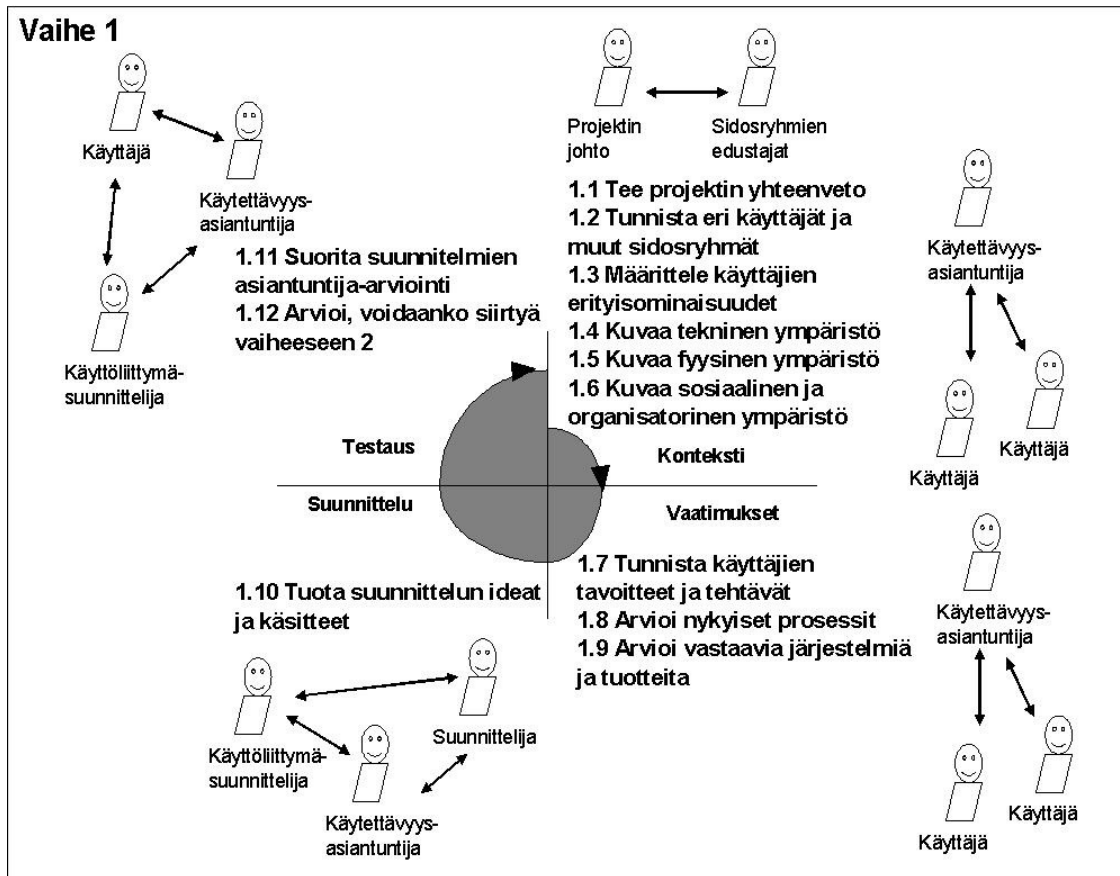 Vaihe 1
Käyttäjä
Käytettävyys-
asiantuntija
Käyttöliittymä-
suunnittelija
1.11 Suorita suunnitelmien
asiantuntija-arviointi
1.12 Arvioi, voidaanko siirtyä
vaiheeseen 2
Projektin
johto
Sidosryhmien
edustajat
1.1 Tee projektin yhteenveto
1.2 Tunnista eri käyttäjät ja
muut sidosryhmät
1.3 Määrittele käyttäjien
erityisominaisuudet
1.4 Kuvaa tekninen ympäristö
1.5 Kuvaa fyysinen ympäristö
1.6 Kuvaa sosiaalinen ja
organisatorinen ympäristö
Käytettävyys-
asiantuntija
Käyttäjä
Käyttäjä
Testaus
Konteksti
Suunnittelu
Vaatimukset
1.10 Tuota suunnittelun ideat
ja käsitteet
Käyttöliittymä-
suunnittelija
Suunnittelija
Käytettävyys-
asiantuntija
1.7 Tunnista käyttäjien
tavoitteet ja tehtävät
1.8 Arvioi nykyiset prosessit
1.9 Arvioi vastaavia järjestelmiä
ja tuotteita
Käytettävyys-
asiantuntija
Käyttäjä
Käyttäjä